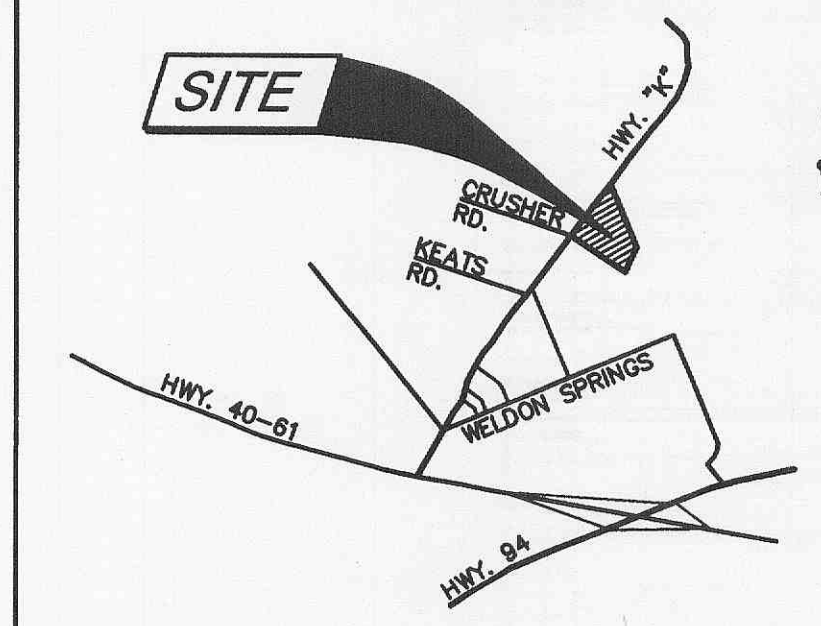 SITE
HWY. "K"
CRUSHER
RD.
KEATS
RD.
WELDON SPRINGS
HWY. 40-61
HWY. 94